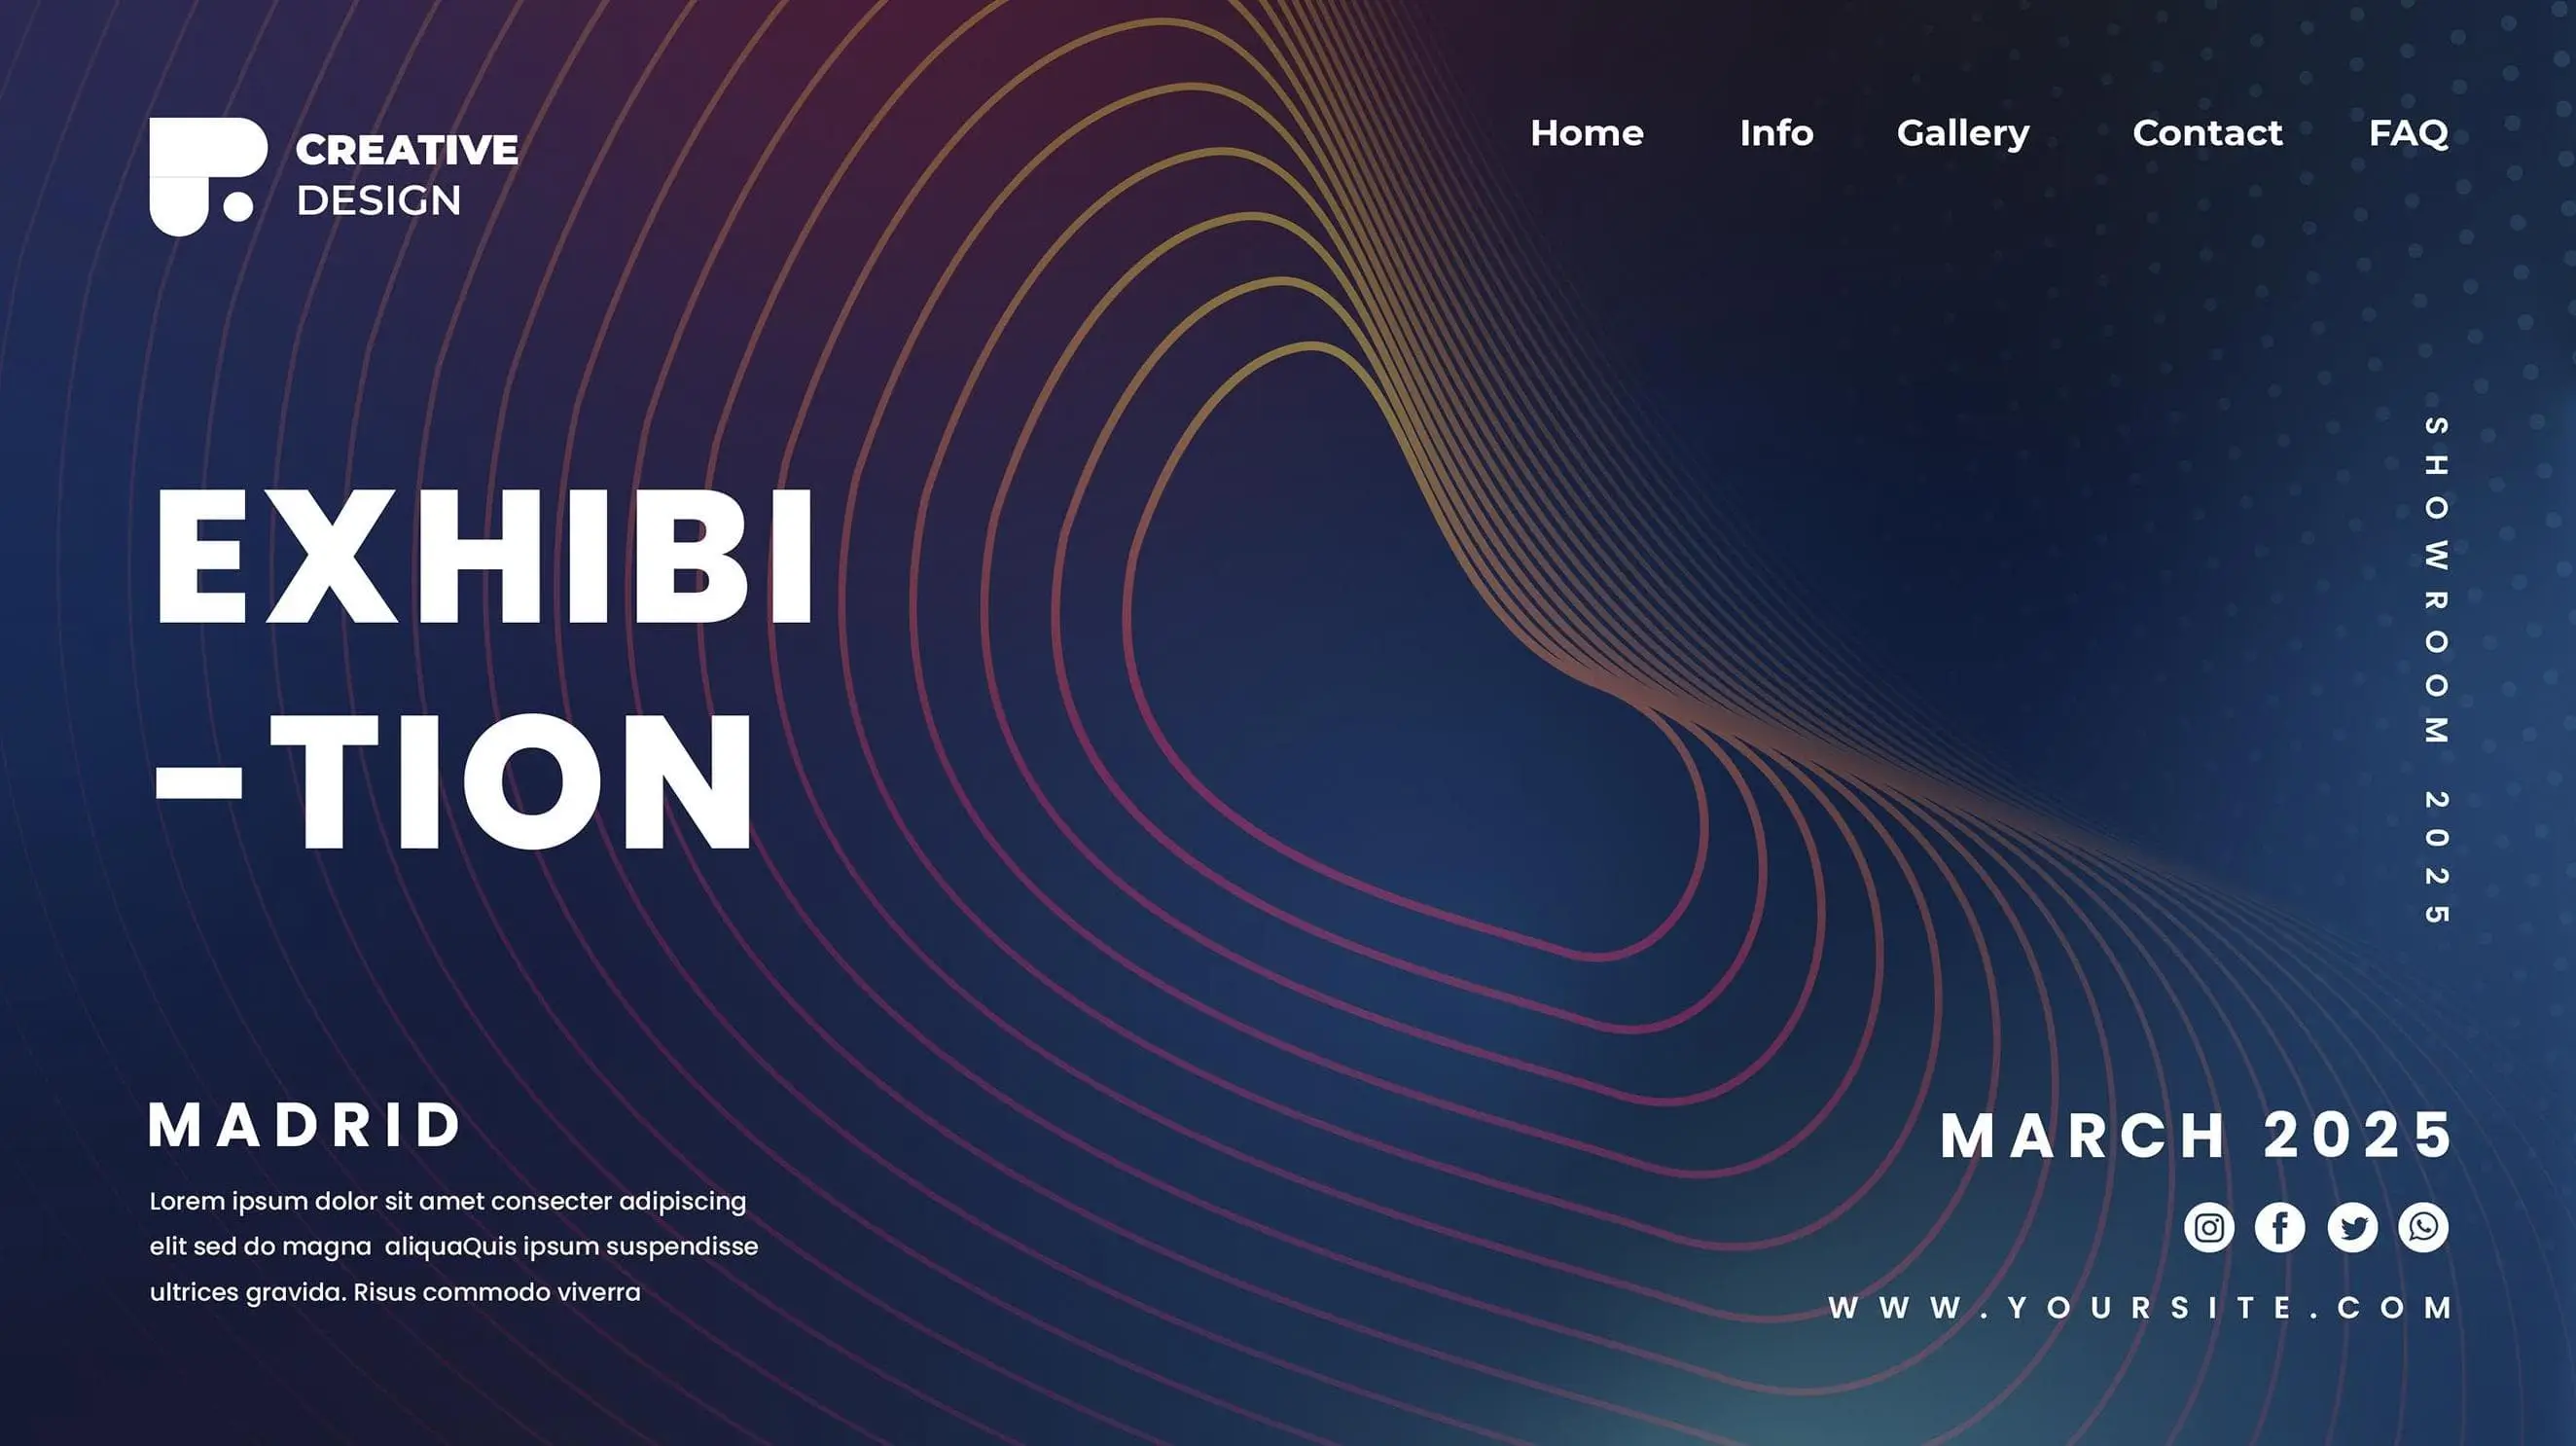 CREATIVE
DESIGN
Home Info Gallery Contact FAQ
EXHIBI
-TION
SHOWROOM 2025
MADRID
Lorem ipsum dolor sit amet consecter adipiscing
elit sed do magna  aliquaQuis ipsum suspendisse
ultrices gravida. Risus commodo viverra
MARCH 2025
WWW.YOURSITE.COM